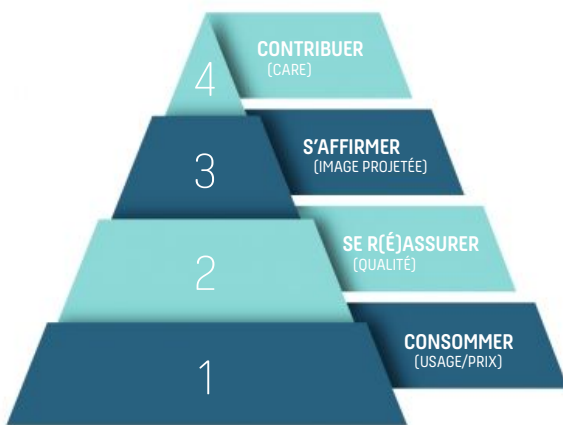 4
CONTRIBUER
(CARE)
3
S'AFFIRMER
(IMAGE PROJETÉE)
2
SE R(É)ASSURER
(QUALITÉ)
1
CONSOMMER
(USAGE/PRIX)